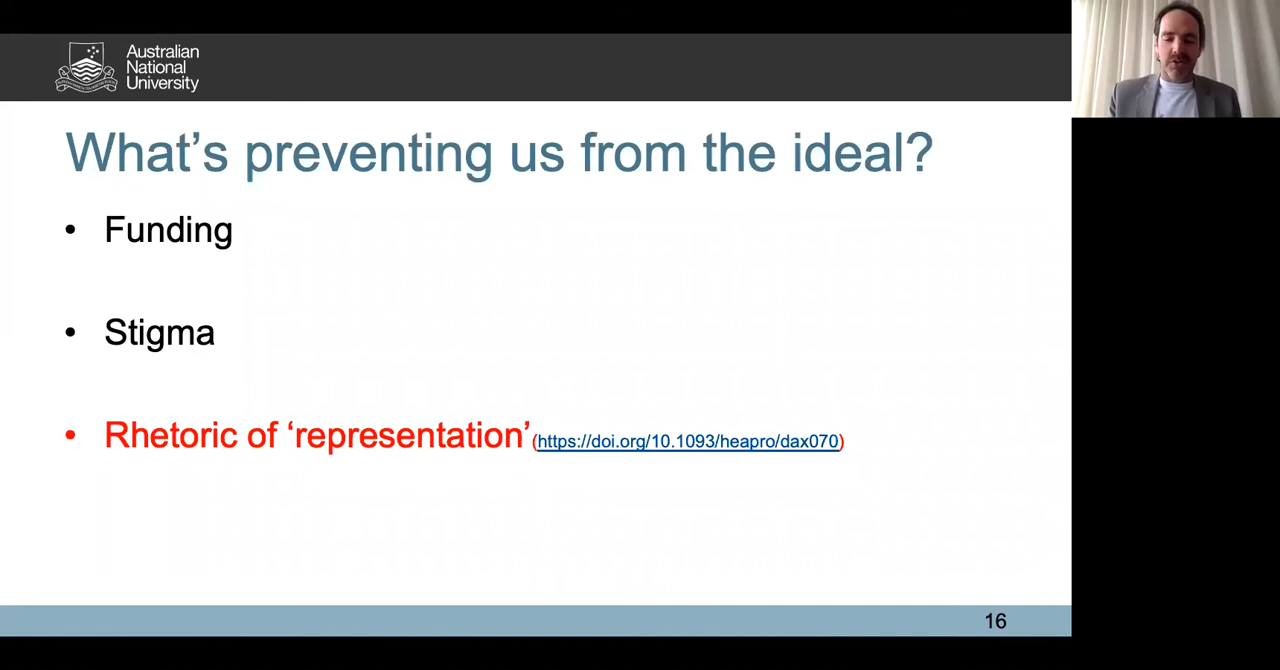 Australian
National
University
What's preventing us from the ideal?
• Funding
• Stigma
• Rhetoric of ‘representation’ (https://doi.org/10.1093/heapro/dax070)
16